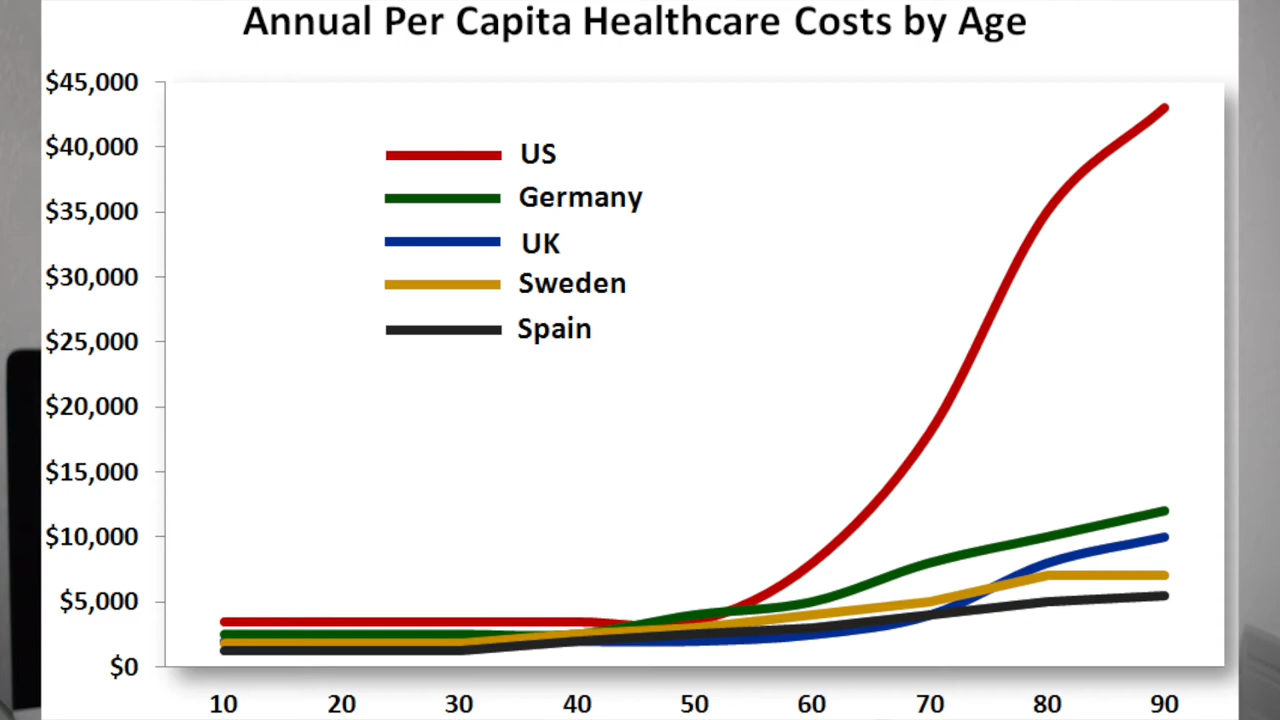 Annual Per Capita Healthcare Costs by Age
$45,000
$40,000
$35,000
$30,000
$25,000
$20,000
$15,000
$10,000
$5,000
$0
US
Germany
UK
Sweden
Spain
10 20 30 40 50 60 70 80 90